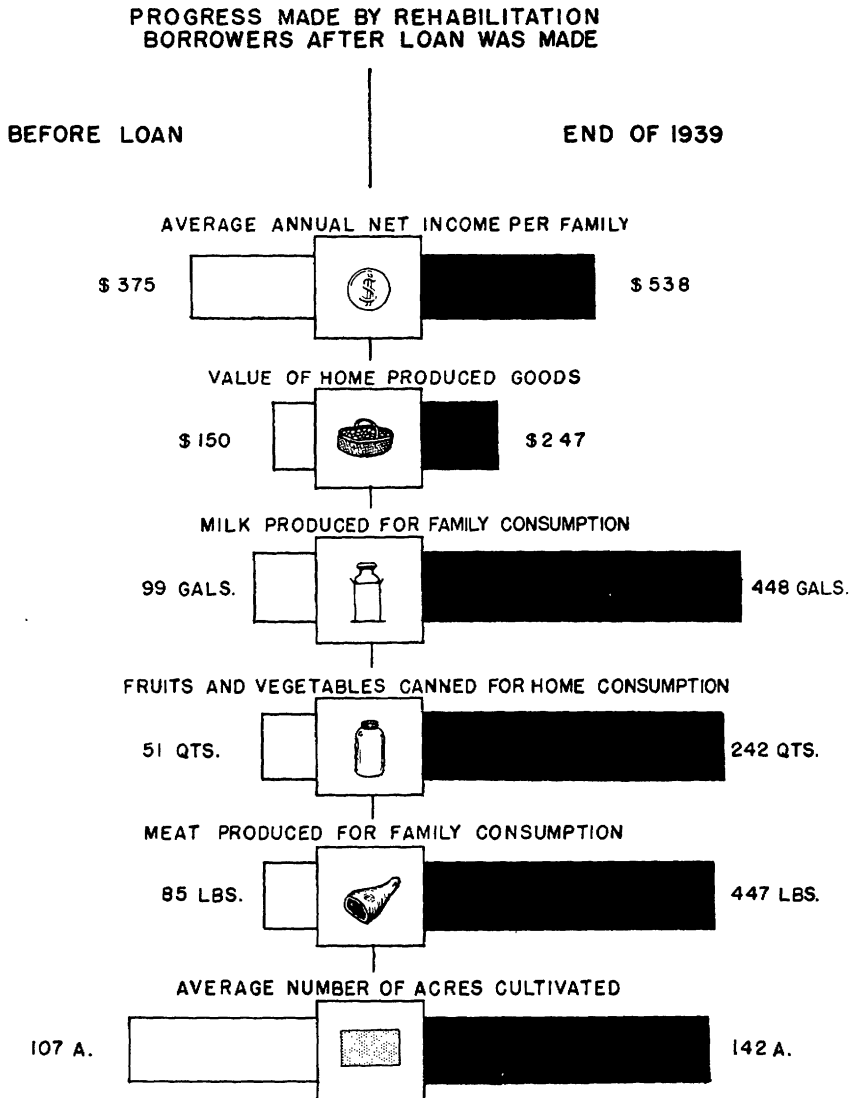 PROGRESS MADE BY REHABILITATION
BORROWERS AFTER LOAN WAS MADE
BEFORE LOAN
END OF 1939
AVERAGE ANNUAL NET INCOME PER FAMILY
$375
$
$538
VALUE OF HOME PRODUCED GOODS
$150
$247
MILK PRODUCED FOR FAMILY CONSUMPTION
99 GALS.
448 GALS.
FRUITS AND VEGETABLES CANNED FOR HOME CONSUMPTION
51 QTS.
242 QTS.
MEAT PRODUCED FOR FAMILY CONSUMPTION
85 LBS.
447 LBS.
AVERAGE NUMBER OF ACRES CULTIVATED
107 A.
142 A.